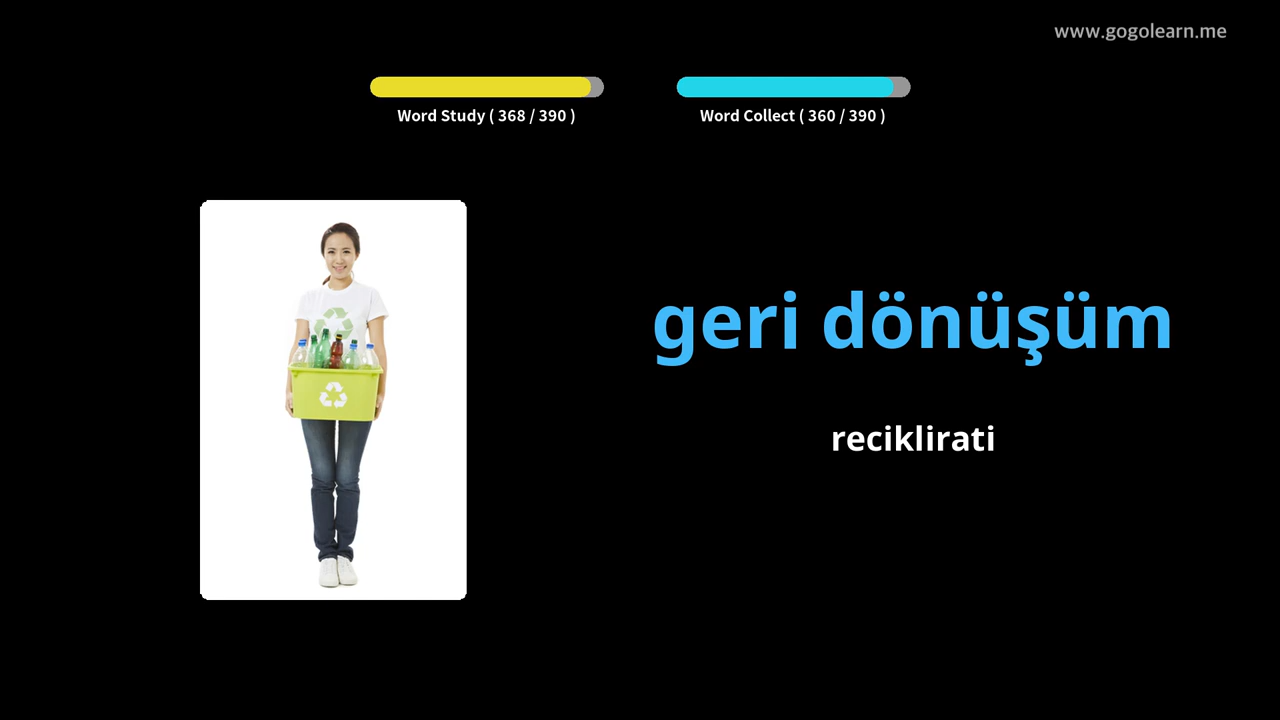 www.gogolearn.me
Word Study ( 368 / 390 )
Word Collect ( 360 / 390 )
geri dönüşüm
reciklirati